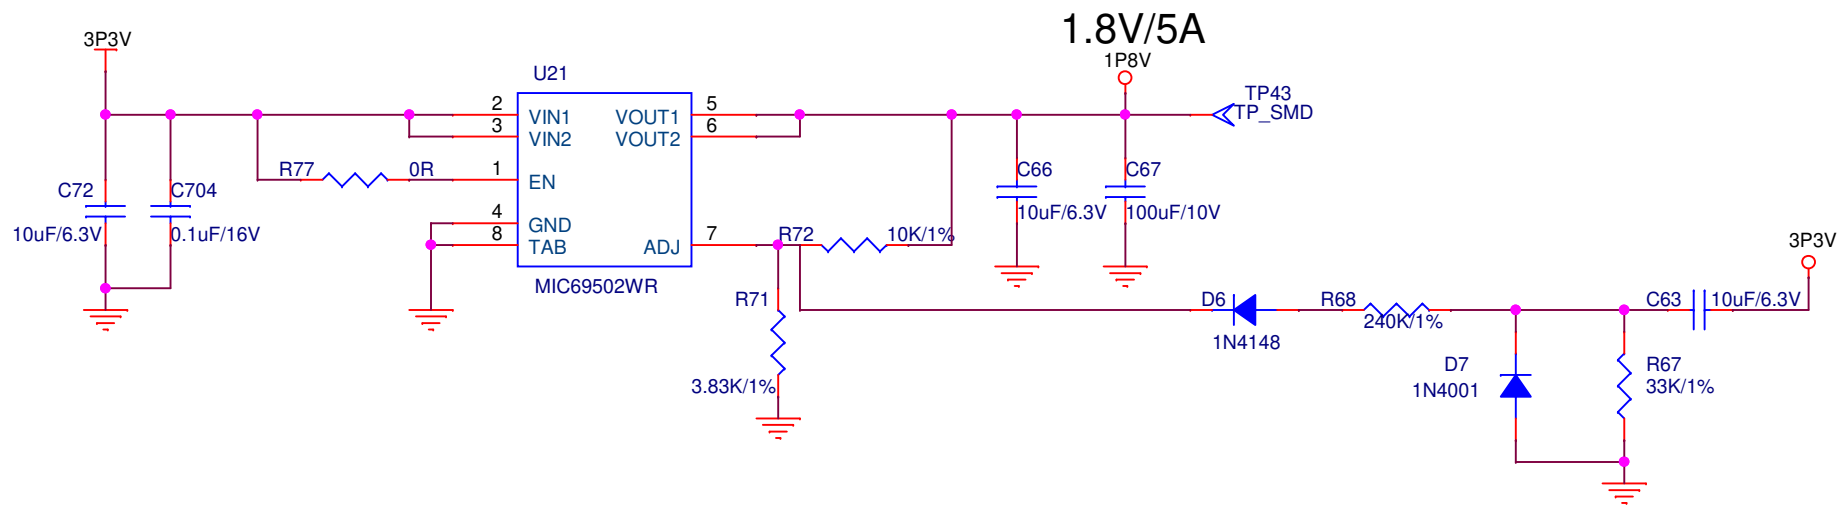 1.8V/5A
3P3V
1P8V
U21
TP43
TP_SMD
2
VIN1
VOUT1
5
3
VIN2
VOUT2
6
R77
0R
1
EN
C72
10uF/6.3V
C704
0.1uF/16V
C66
10uF/6.3V
C67
100uF/10V
4
GND
8
TAB
ADJ
7
R72
10K/1%
MIC69502WR
3P3V
R71
3.83K/1%
D6
1N4148
R68
240K/1%
C63
10uF/6.3V
D7
1N4001
R67
33K/1%